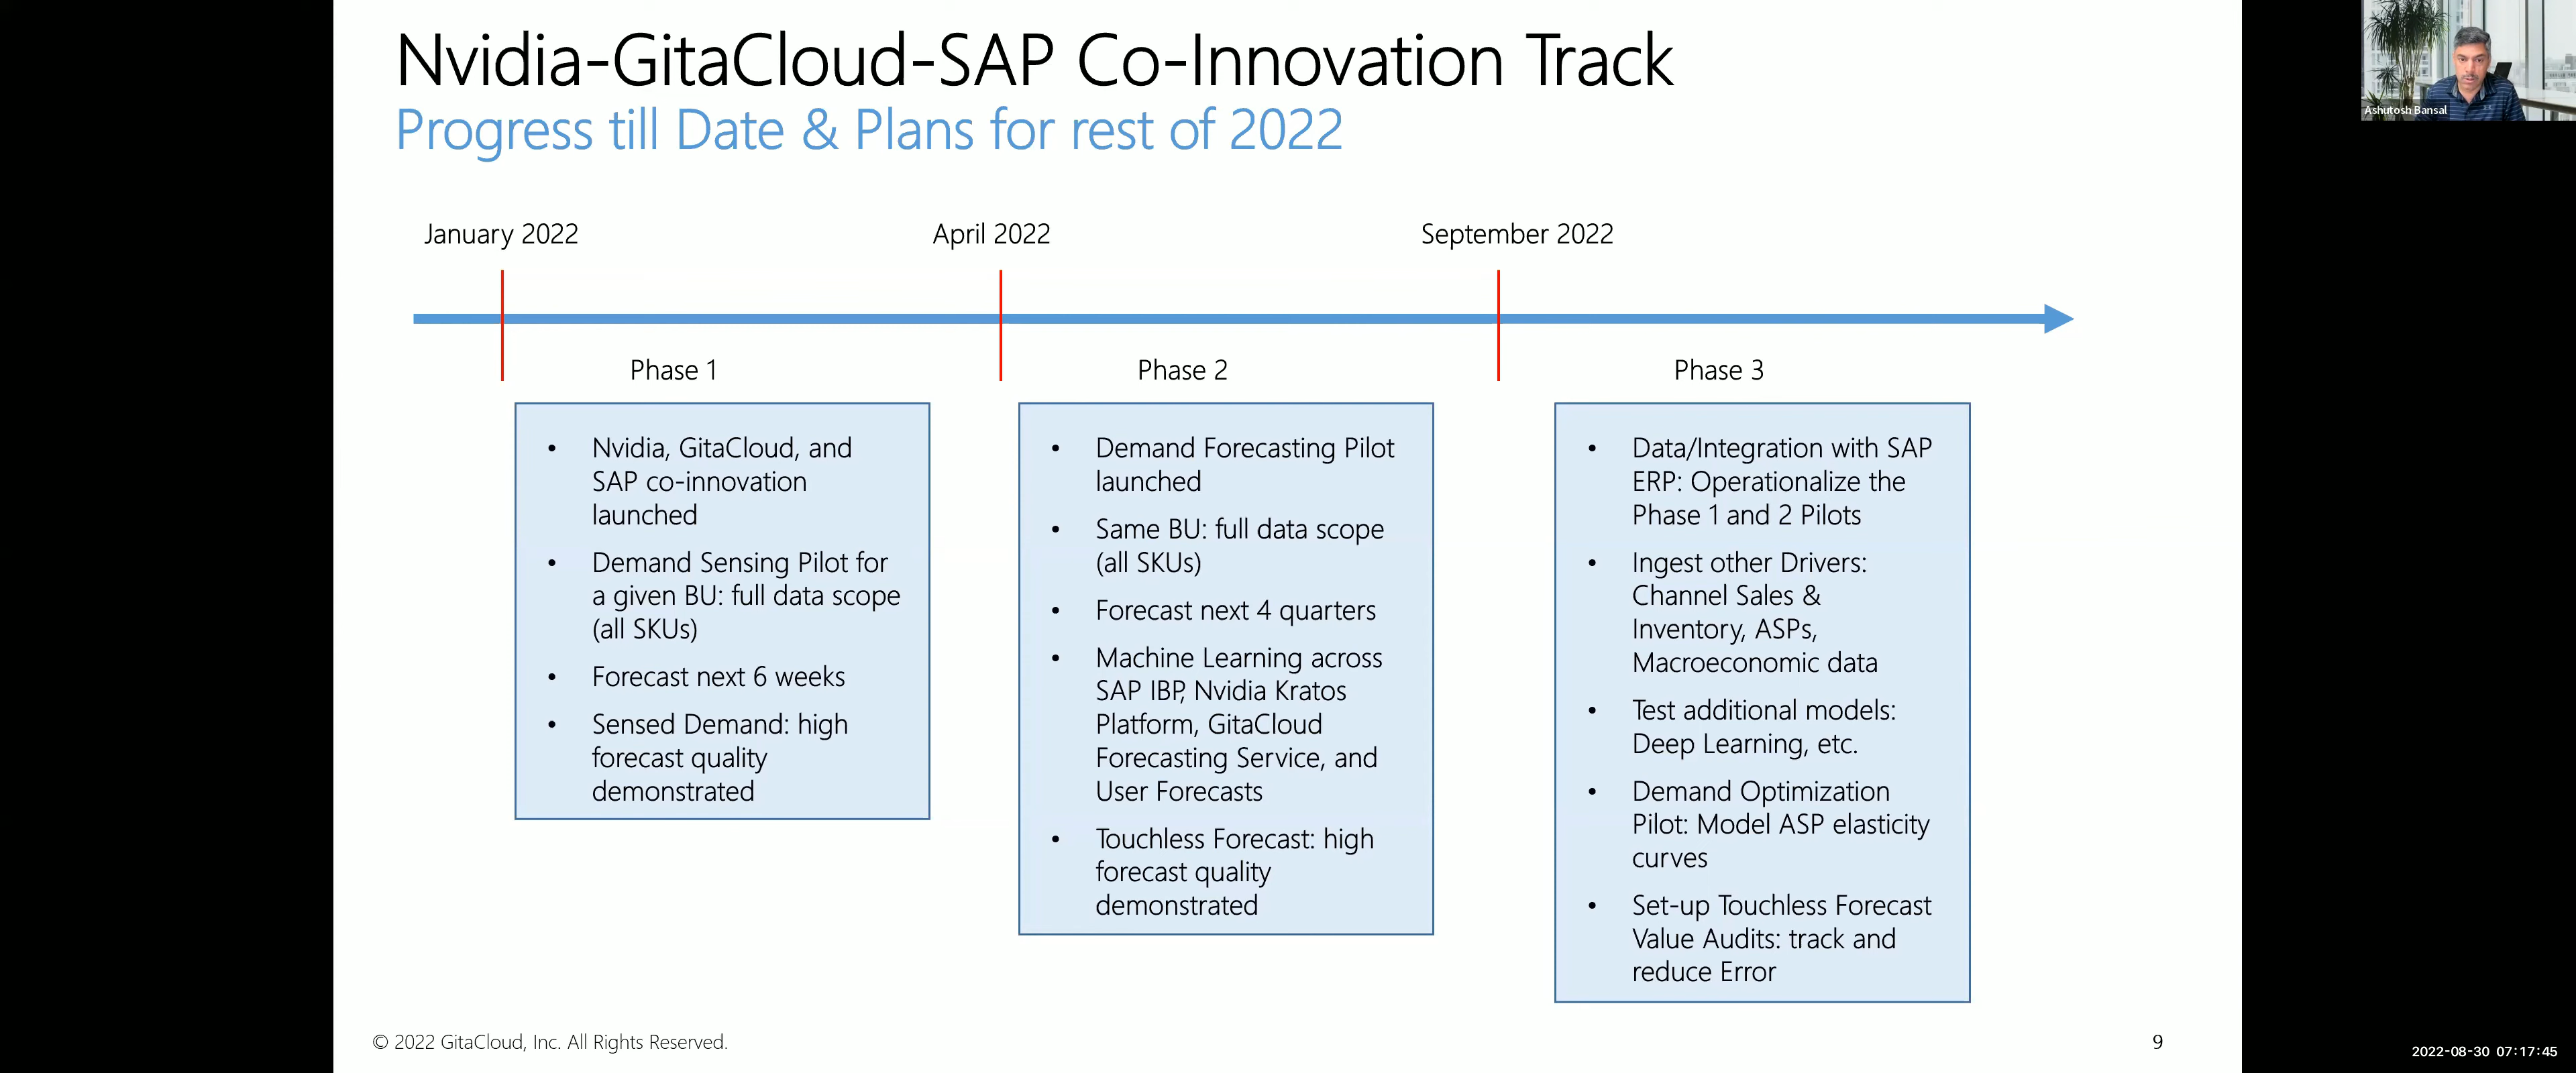 Nvidia-GitaCloud-SAP Co-Innovation Track
Progress till Date & Plans for rest of 2022
Ashutosh Bansal
January 2022
April 2022
September 2022
Phase 1
Phase 2
Phase 3
• Nvidia, GitaCloud, and
SAP co-innovation
launched
• Demand Sensing Pilot for
a given BU: full data scope
(all SKUs)
• Forecast next 6 weeks
• Sensed Demand: high
forecast quality
demonstrated
• Demand Forecasting Pilot
launched
• Same BU: full data scope
(all SKUs)
• Forecast next 4 quarters
• Machine Learning across
SAP IBP, Nvidia Kratos
Platform, GitaCloud
Forecasting Service, and
User Forecasts
• Touchless Forecast: high
forecast quality
demonstrated
• Data/Integration with SAP
ERP: Operationalize the
Phase 1 and 2 Pilots
• Ingest other Drivers:
Channel Sales &
Inventory, ASPs,
Macroeconomic data
• Test additional models:
Deep Learning, etc.
• Demand Optimization
Pilot: Model ASP elasticity
curves
• Set-up Touchless Forecast
Value Audits: track and
reduce Error
© 2022 GitaCloud, Inc. All Rights Reserved.
9
2022-08-30 07:17:45